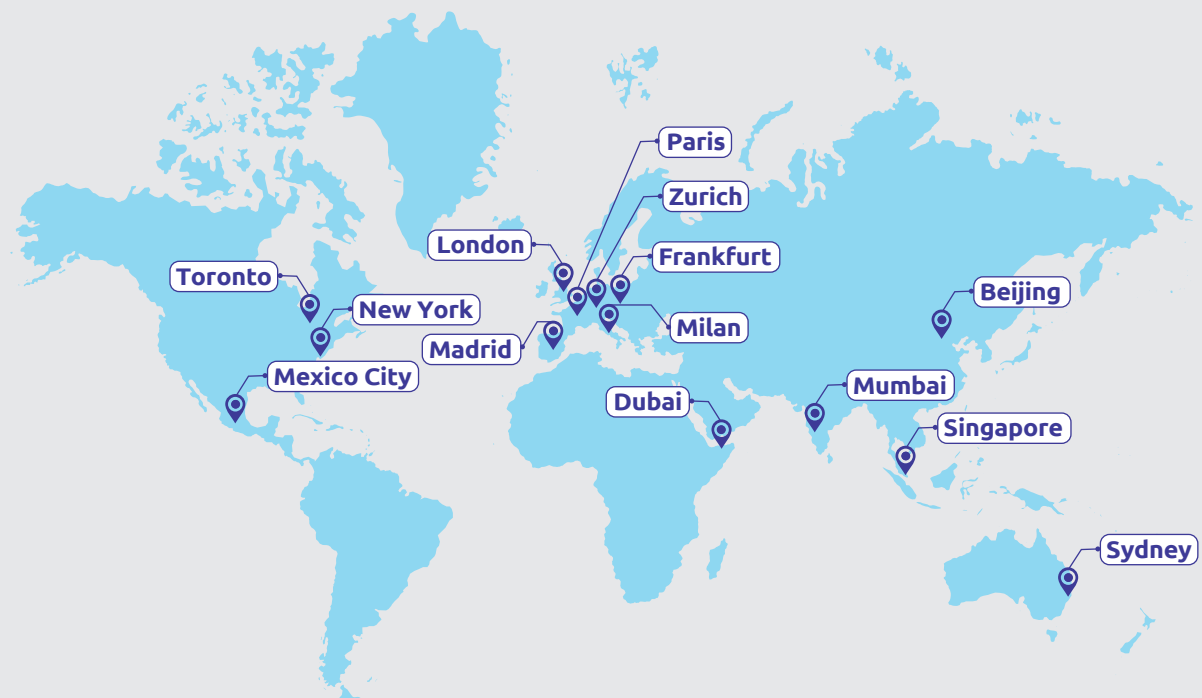 Paris
Zurich
London
Frankfurt
Toronto
Beijing
New York
Milan
Madrid
Mexico City
Mumbai
Dubai
Singapore
Sydney